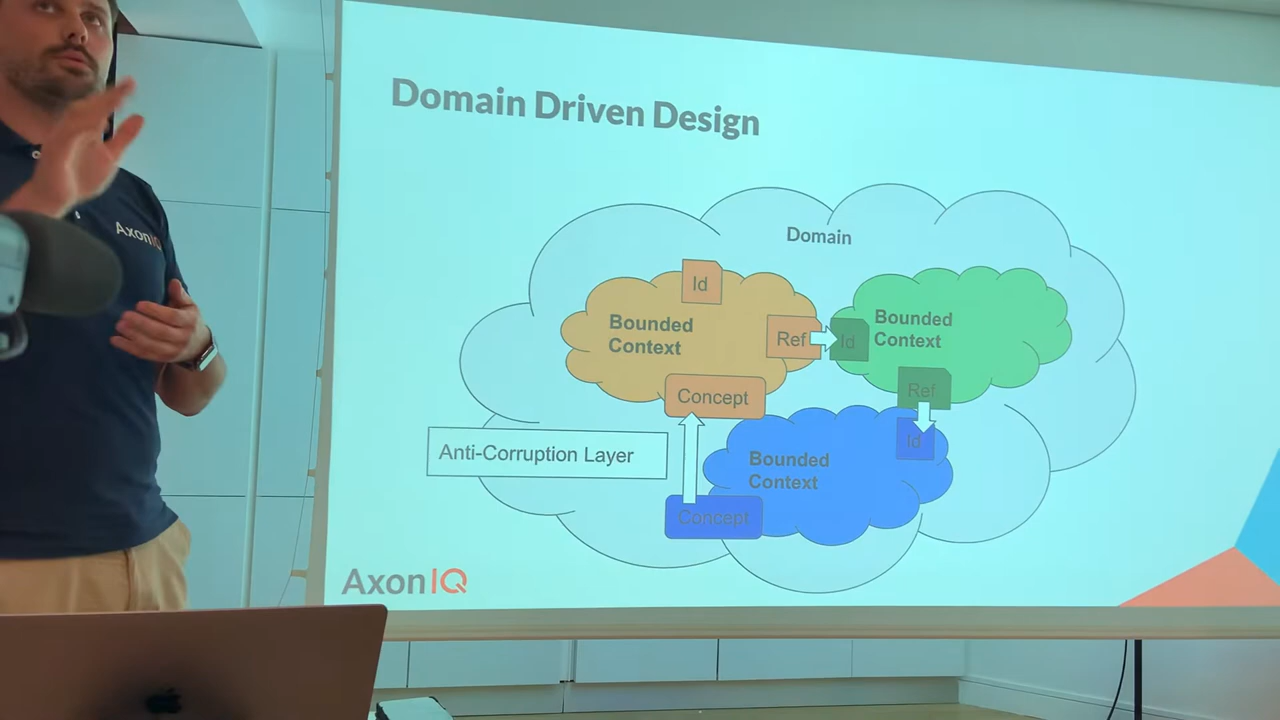 Domain Driven Design
Domain
Id
Bounded
Context
Ref
Id
Bounded
Context
Concept
Ref
Id
Anti-Corruption Layer
Bounded
Context
Concept
AxonIQ
AxonIQ